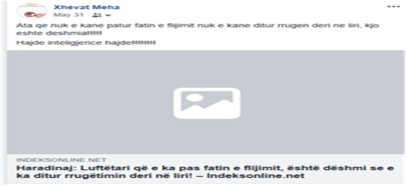 Xhevat Meha
May 31
Ata qe nuk e kane patur fatin e flijimit nuk e kane ditur rrugen deri ne liri, kjo
eshte deshmia!!!!!!
Hajde inteligjence hajde!!!!!!!!!
INDEKSONLINE.NET
Haradinaj: Luftëtari që e ka pas fatin e flijimit, është dëshmi se e
ka ditur rrugëtimin deri në liri! – Indeksonline.net